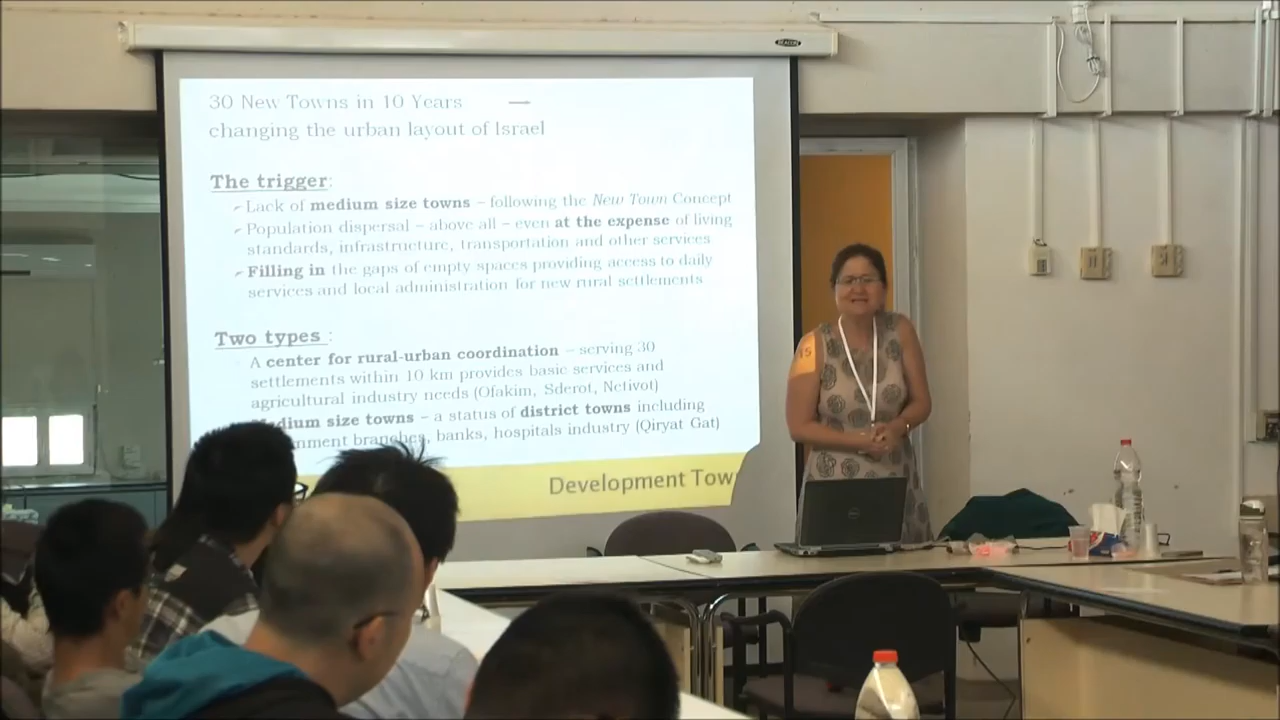 30 New Towns in 10 Years
changing the urban layout of Israel
The trigger:
Lack of medium size towns – following the New Town Concept
Population dispersal – above all – even at the expense of living
standards, infrastructure, transportation and other services
Filling in the gaps of empty spaces providing access to daily
services and local administration for new rural settlements
Two types :
A center for rural-urban coordination – serving 30
settlements within 10 km provides basic services and
agricultural industry needs (Ofakim, Sderot, Netivot)
Medium size towns – a status of district towns including
nment branches, banks, hospitals industry (Qiryat Gat)
Development Tow
15